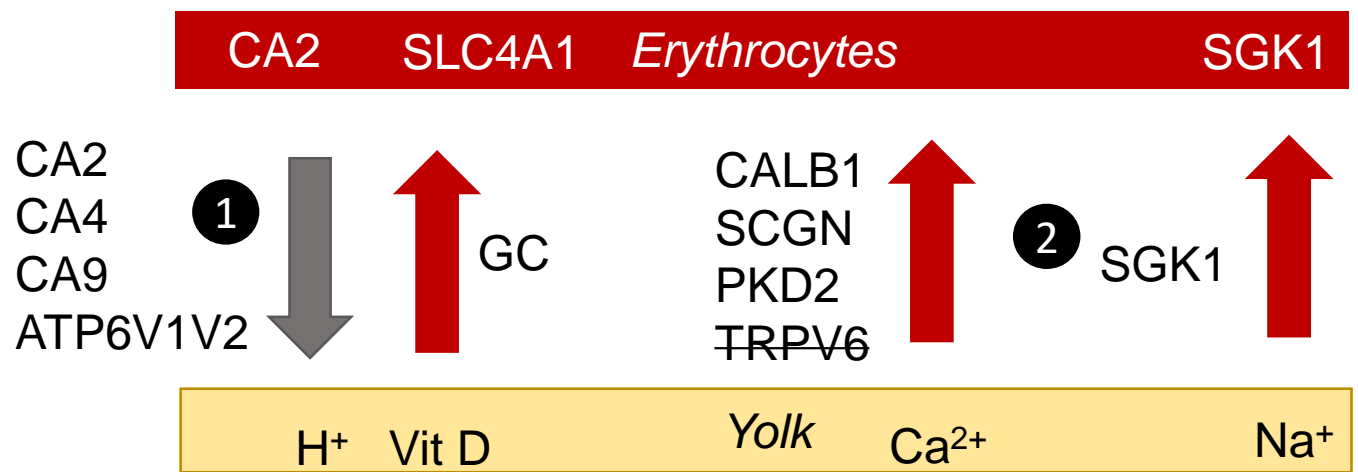 CA2 SLC4A1 Erythrocytes SGK1
CA2
CA4
CA9
ATP6V1V2
1
GC
CALB1
SCGN
PKD2
TRPV6
2
SGK1
H⁺ Vit D Yolk Ca²⁺ Na⁺